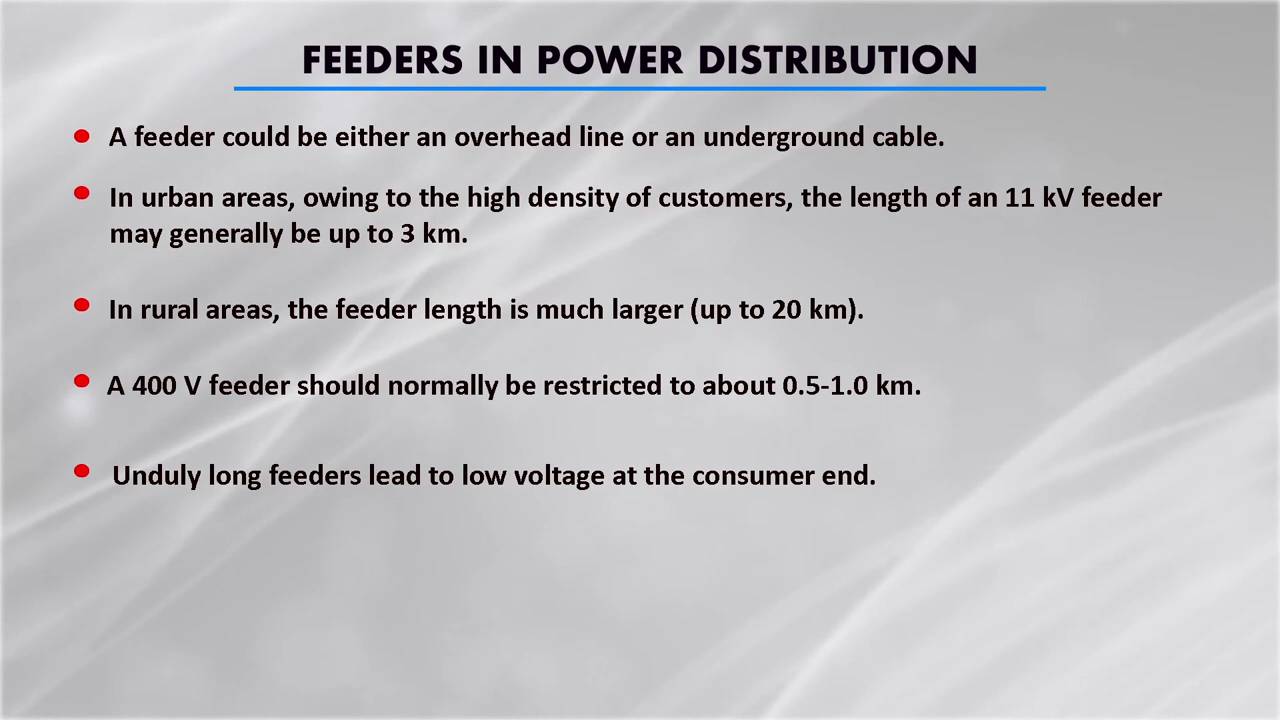 FEEDERS IN POWER DISTRIBUTION
A feeder could be either an overhead line or an underground cable.
In urban areas, owing to the high density of customers, the length of an 11 kV feeder
may generally be up to 3 km.
In rural areas, the feeder length is much larger (up to 20 km).
A 400 V feeder should normally be restricted to about 0.5-1.0 km.
Unduly long feeders lead to low voltage at the consumer end.